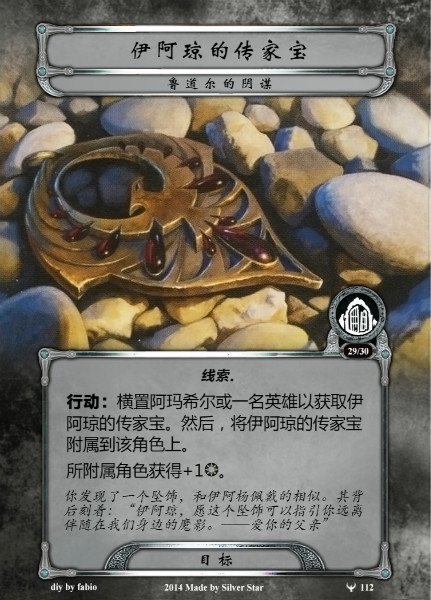 伊阿琼的传家宝
鲁道尔的阴谋
29/30
线索.
行动：横置阿玛希尔或一名英雄以获取伊
阿琼的传家宝。然后，将伊阿琼的传家宝
附属到该角色上。
所附属角色获得+1。
你发现了一个坠饰，和伊阿杨佩戴的相似。其背
后刻着：“伊阿琼，愿这个坠饰可以指引你远离
伴随在我们身边的魔影。——爱你的父亲”
目标
diy by fabio
2014 Made by Silver Star
112